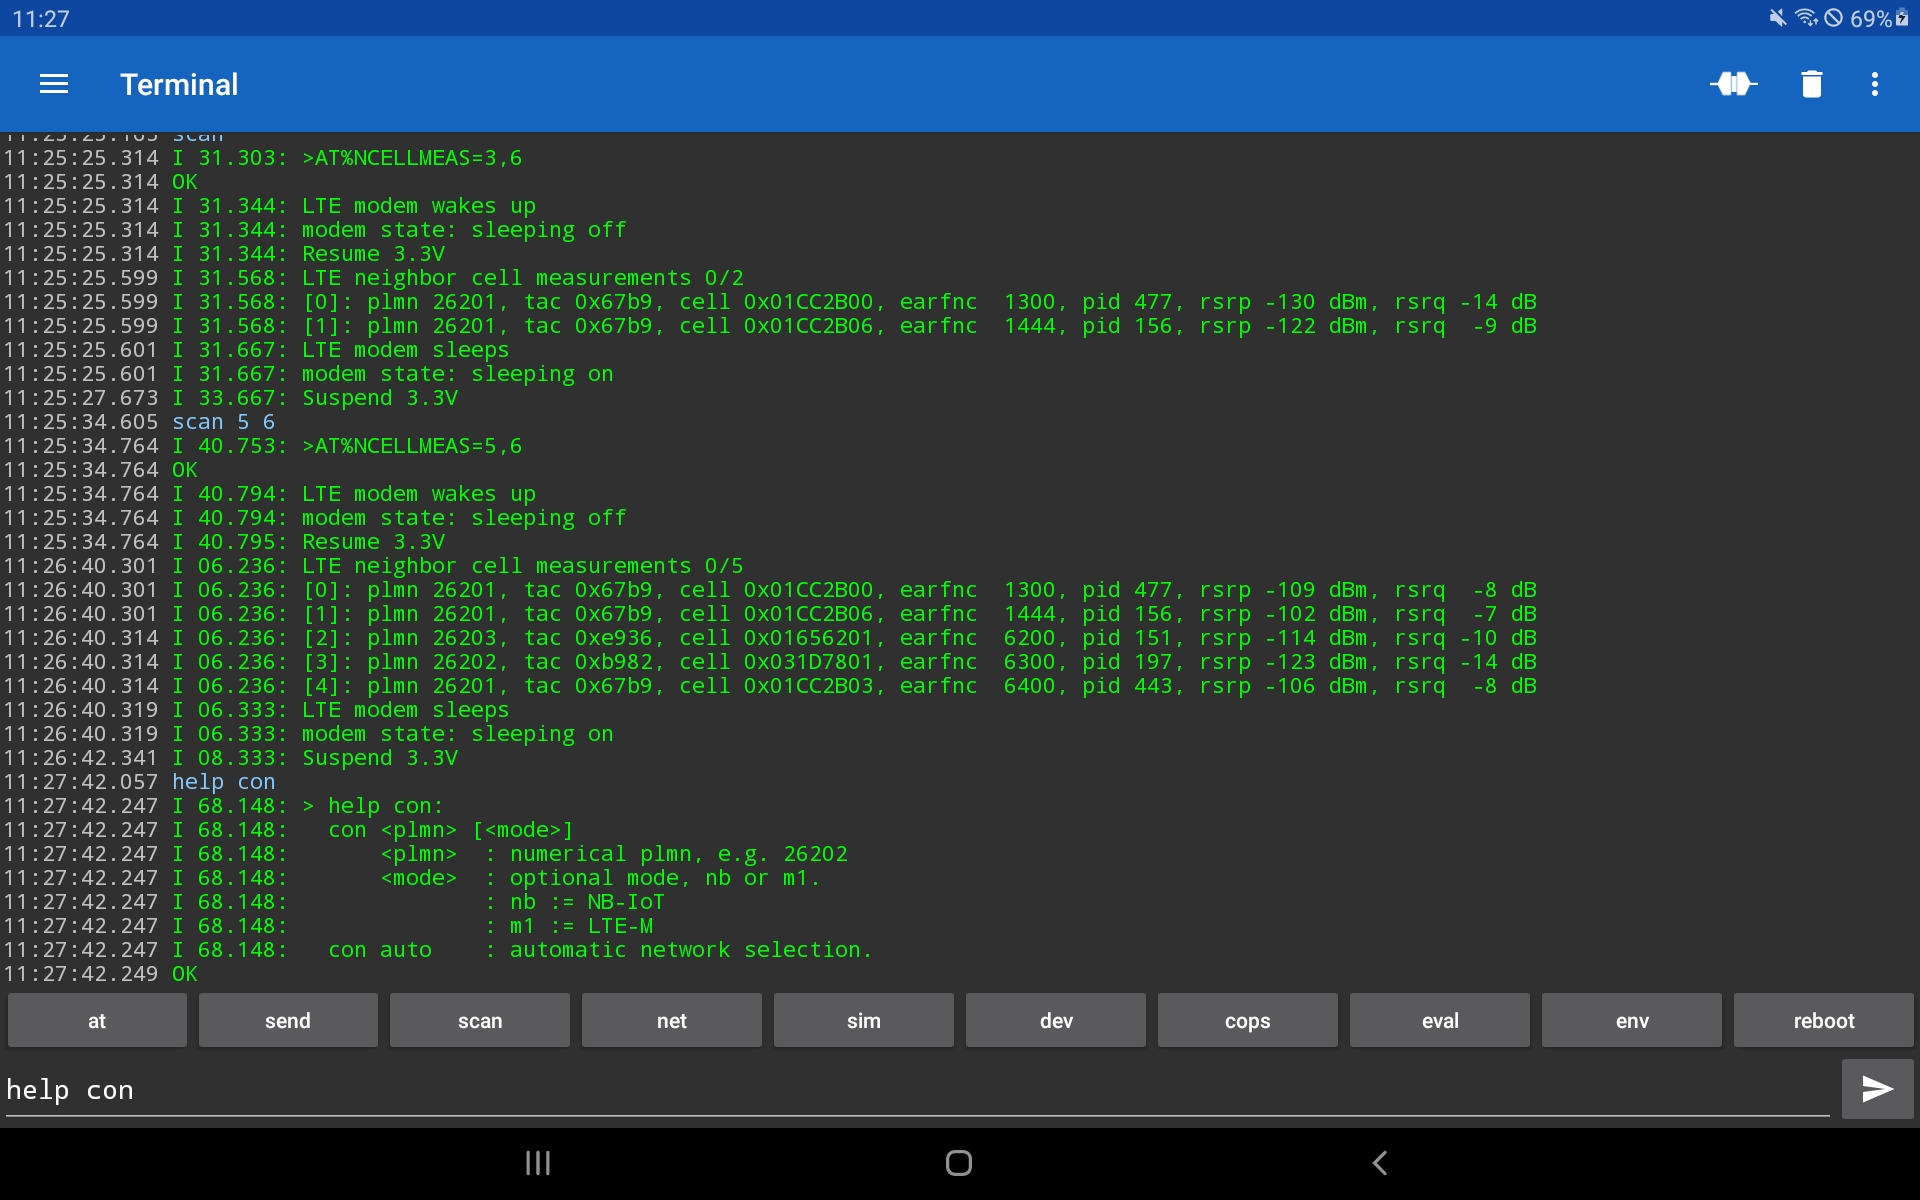 11:27
69%
Terminal
11:25:25.165 scan
11:25:25.314 I 31.303: >AT%NCELLMEAS=3,6
11:25:25.314 OK
11:25:25.314 I 31.344: LTE modem wakes up
11:25:25.314 I 31.344: modem state: sleeping off
11:25:25.314 I 31.344: Resume 3.3V
11:25:25.599 I 31.568: LTE neighbor cell measurements 0/2
11:25:25.599 I 31.568: [0]: plmn 26201, tac 0x67b9, cell 0x01CC2B00, earfnc  1300, pid 477, rsrp -130 dBm, rsrq -14 dB
11:25:25.599 I 31.568: [1]: plmn 26201, tac 0x67b9, cell 0x01CC2B06, earfnc  1444, pid 156, rsrp -122 dBm, rsrq  -9 dB
11:25:25.601 I 31.667: LTE modem sleeps
11:25:25.601 I 31.667: modem state: sleeping on
11:25:27.673 I 33.667: Suspend 3.3V
11:25:34.605 scan 5 6
11:25:34.764 I 40.753: >AT%NCELLMEAS=5,6
11:25:34.764 OK
11:25:34.764 I 40.794: LTE modem wakes up
11:25:34.764 I 40.794: modem state: sleeping off
11:25:34.764 I 40.795: Resume 3.3V
11:26:40.301 I 06.236: LTE neighbor cell measurements 0/5
11:26:40.301 I 06.236: [0]: plmn 26201, tac 0x67b9, cell 0x01CC2B00, earfnc  1300, pid 477, rsrp -109 dBm, rsrq  -8 dB
11:26:40.301 I 06.236: [1]: plmn 26201, tac 0x67b9, cell 0x01CC2B06, earfnc  1444, pid 156, rsrp -102 dBm, rsrq  -7 dB
11:26:40.314 I 06.236: [2]: plmn 26203, tac 0xe936, cell 0x01656201, earfnc  6200, pid 151, rsrp -114 dBm, rsrq -10 dB
11:26:40.314 I 06.236: [3]: plmn 26202, tac 0xb982, cell 0x031D7801, earfnc  6300, pid 197, rsrp -123 dBm, rsrq -14 dB
11:26:40.314 I 06.236: [4]: plmn 26201, tac 0x67b9, cell 0x01CC2B03, earfnc  6400, pid 443, rsrp -106 dBm, rsrq  -8 dB
11:26:40.319 I 06.333: LTE modem sleeps
11:26:40.319 I 06.333: modem state: sleeping on
11:26:42.341 I 08.333: Suspend 3.3V
11:27:42.057 help con
11:27:42.247 I 68.148: > help con:
11:27:42.247 I 68.148:   con <plmn> [<mode>]
11:27:42.247 I 68.148:       <plmn>  : numerical plmn, e.g. 26202
11:27:42.247 I 68.148:       <mode>  : optional mode, nb or m1.
11:27:42.247 I 68.148:               : nb := NB-IoT
11:27:42.247 I 68.148:               : m1 := LTE-M
11:27:42.247 I 68.148:   con auto    : automatic network selection.
11:27:42.249 OK
at send scan net sim dev cops eval env reboot
help con